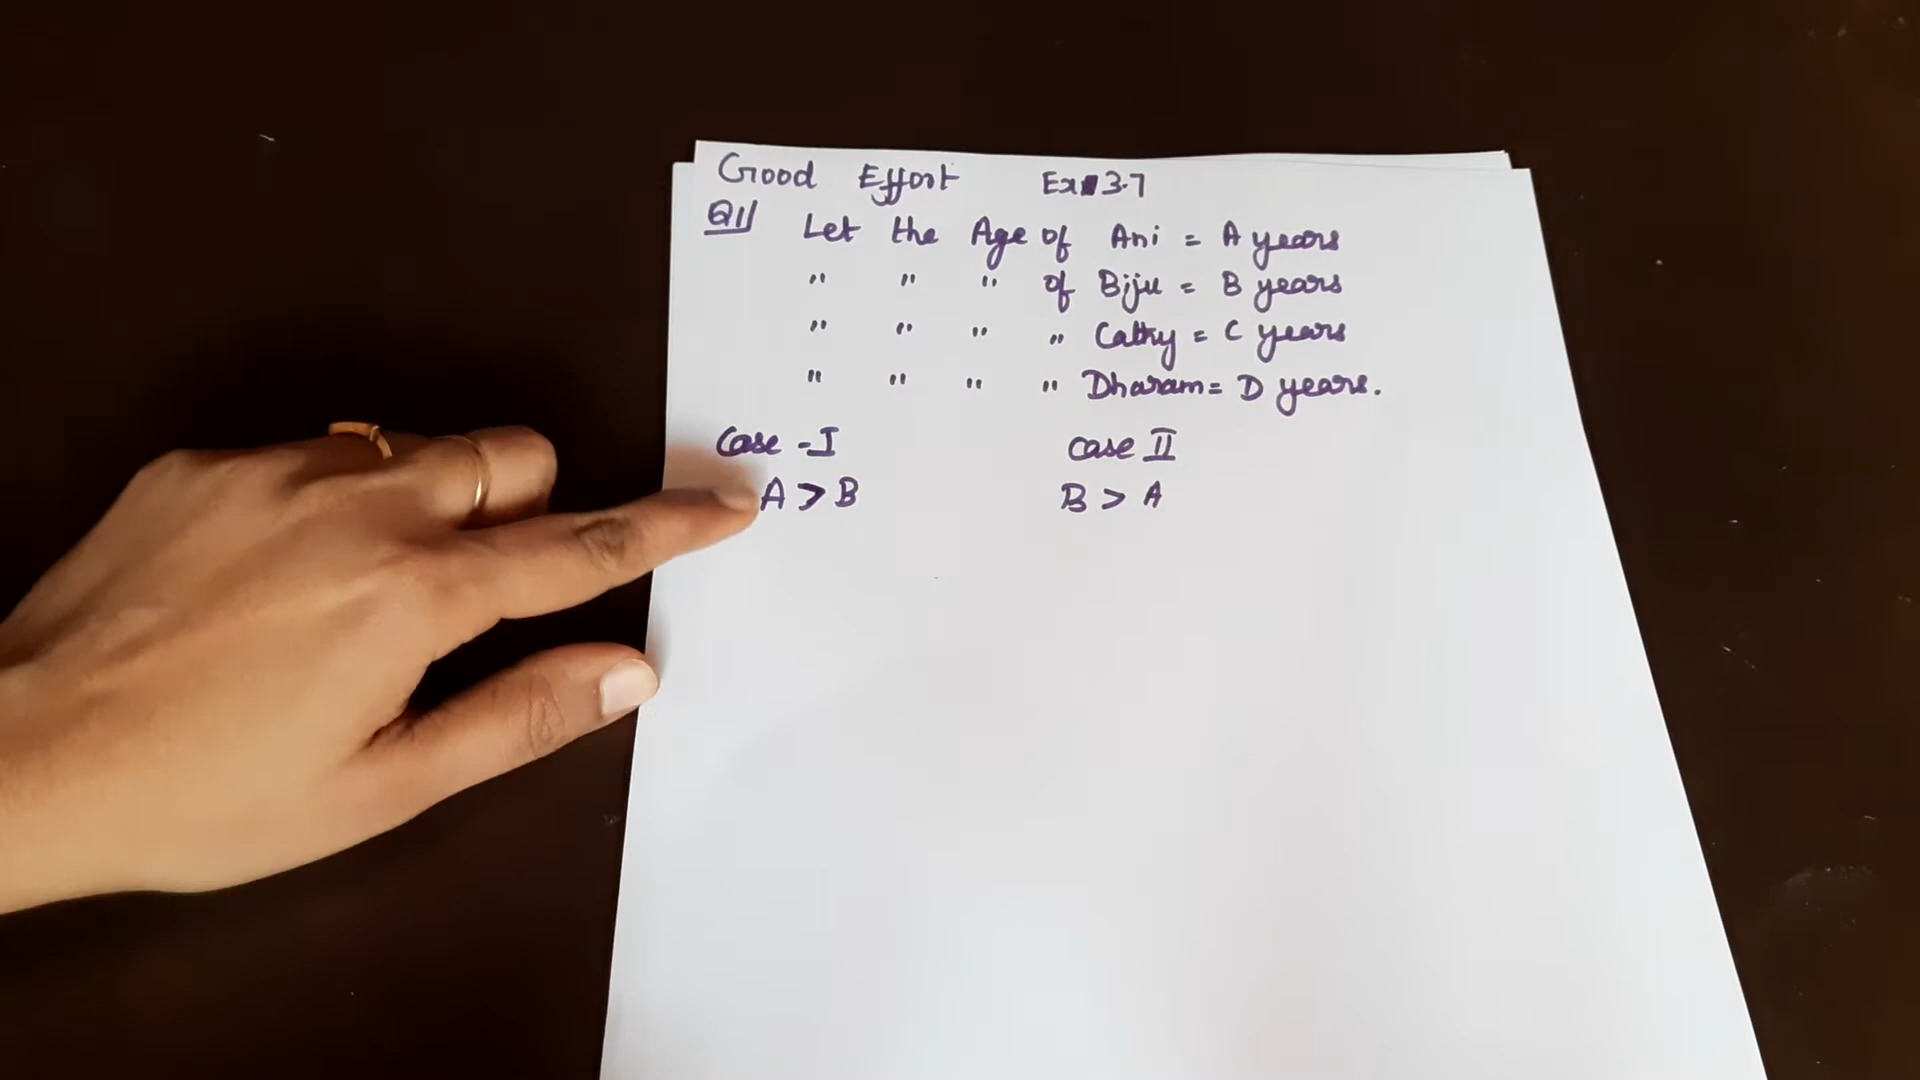 Good Effort Ex 3.7
Q1 Let the Age of Ani = A years
" " " of Biju = B years
" " " " Cathy = C years
" " " " Dharam = D years.
Case - I Case II
A > B B > A